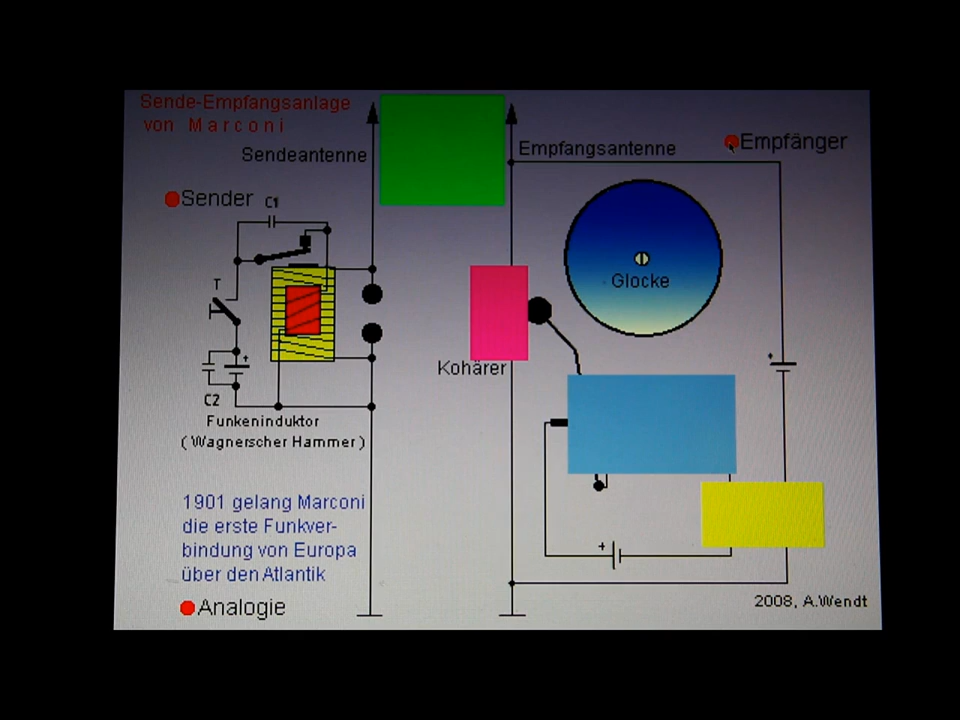 Sende-Empfangsanlage
von Marconi
Sendeantenne
Empfangsantenne
Empfänger
Sender
C1
T
C2
Glocke
Kohärer
Funkeninduktor
( Wagnerscher Hammer )
1901 gelang Marconi
die erste Funkver-
bindung von Europa
über den Atlantik
Analogie
2008, A.Wendt